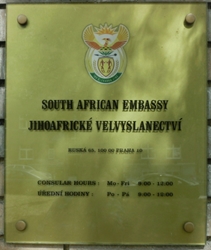 SOUTH AFRICAN EMBASSY
JIHOAFRICKÉ VELVYSLANECTVÍ
RUSKÁ 65, 100 00 PRAHA 10
CONSULAR HOURS : Mo - Fri 8:00 - 12:00
ÚŘEDNÍ HODINY : Po - Pá 8:00 - 12:00